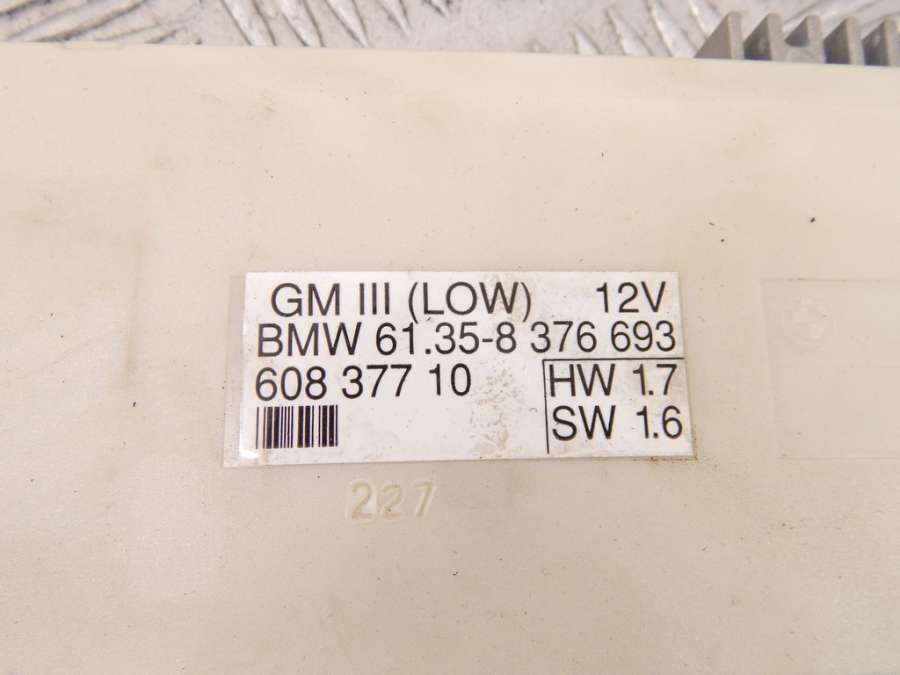 GM III (LOW) 12V
BMW 61.35-8 376 693
608 377 10
HW 1.7
SW 1.6
227